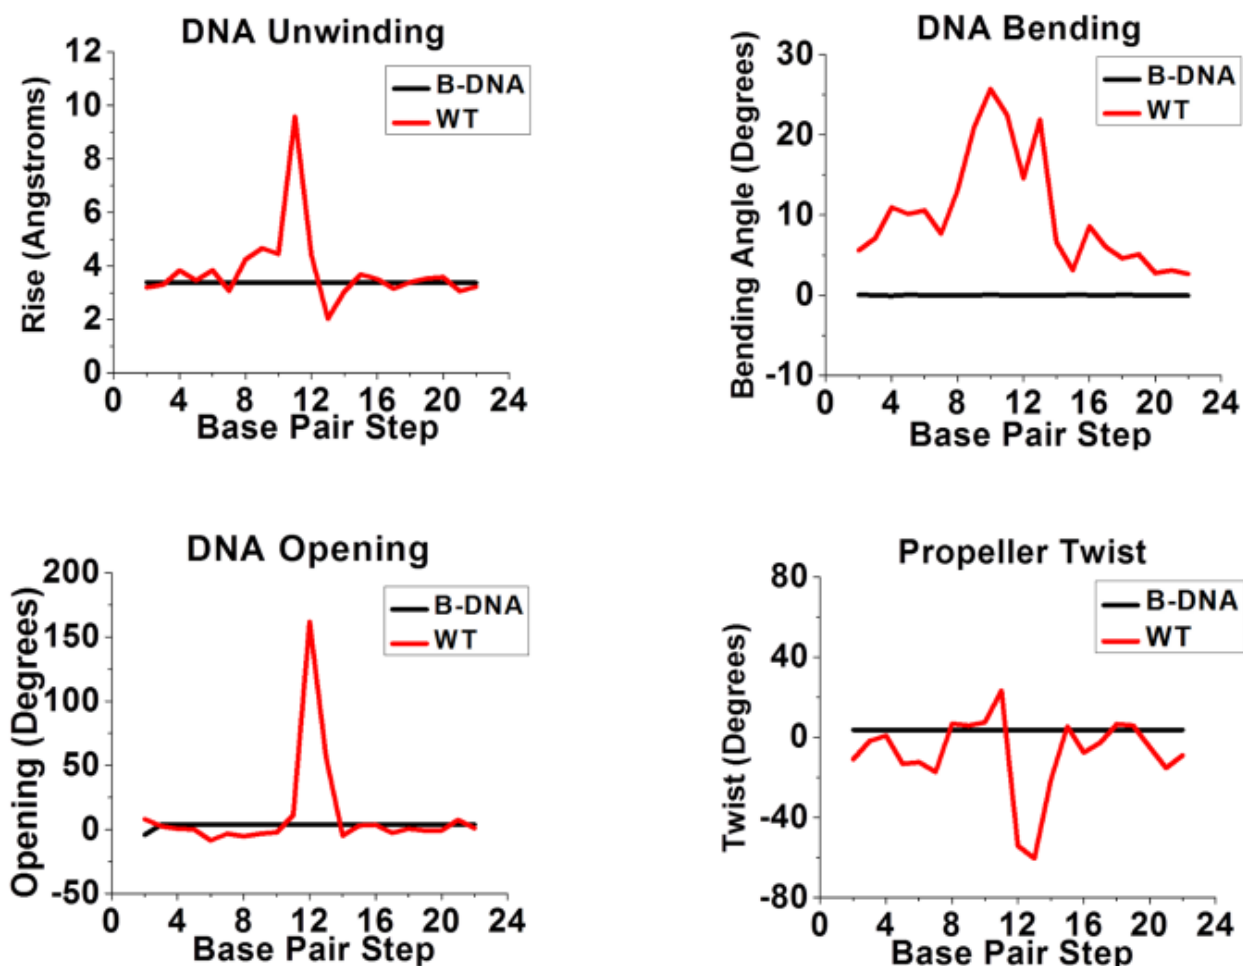 DNA Unwinding
Rise (Angstroms)
12
10
8
6
4
2
0
B-DNA
WT
0 4 8 12 16 20 24
Base Pair Step
DNA Bending
Bending Angle (Degrees)
30
20
10
0
-10
B-DNA
WT
0 4 8 12 16 20 24
Base Pair Step
DNA Opening
Opening (Degrees)
200
150
100
50
0
-50
B-DNA
WT
0 4 8 12 16 20 24
Base Pair Step
Propeller Twist
Twist (Degrees)
80
40
0
-40
-80
B-DNA
WT
0 4 8 12 16 20 24
Base Pair Step